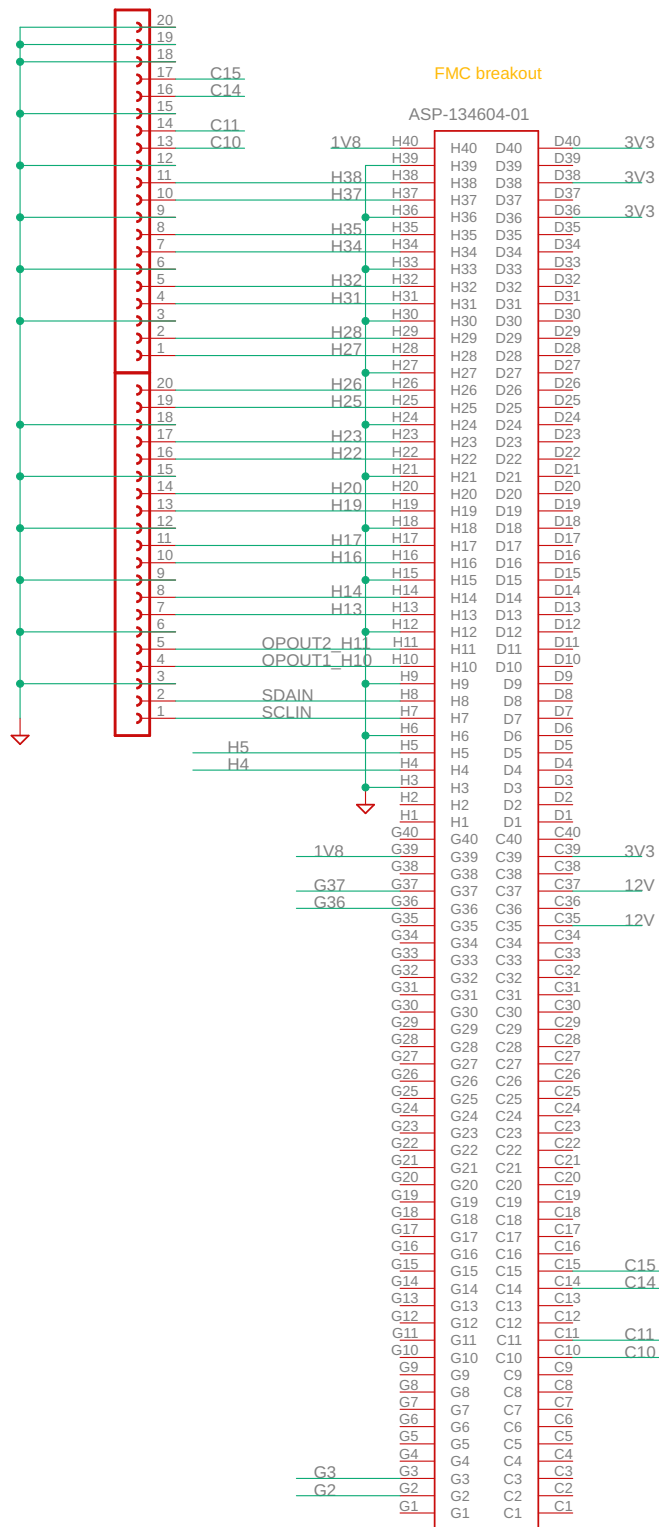 20
19
18
17 C15
FMC breakout
16 C14
15 ASP-134604-01
14 C11
13 C10 1V8 H40 H40 D40 D40 3V3
12 H39 H39 D39 D39
11 H38 H38 H38 D38 D38 3V3
10 H37 H37 H37 D37 D37
9 H36 H36 D36 D36 3V3
8 H35 H35 H35 D35 D35
7 H34 H34 H34 D34 D34
6 H33 H33 D33 D33
5 H32 H32 H32 D32 D32
4 H31 H31 H31 D31 D31
3 H30 H30 D30 D30
2 H28 H29 H29 D29 D29
1 H27 H28 H28 D28 D28
H27 H27 D27 D27
20 H26 H26 H26 D26 D26
19 H25 H25 H25 D25 D25
18 H24 H24 D24 D24
17 H23 H23 H23 D23 D23
16 H22 H22 H22 D22 D22
15 H21 H21 D21 D21
14 H20 H20 H20 D20 D20
13 H19 H19 H19 D19 D19
12 H18 H18 D18 D18
11 H17 H17 H17 D17 D17
10 H16 H16 H16 D16 D16
9 H15 H15 D15 D15
8 H14 H14 H14 D14 D14
7 H13 H13 H13 D13 D13
6 H12 H12 D12 D12
5 OPOUT2_H11 H11 H11 D11 D11
4 OPOUT1_H10 H10 H10 D10 D10
3 H9 H9 D9 D9
2 SDAIN H8 H8 D8 D8
1 SCLIN H7 H7 D7 D7
H6 H6 D6 D6
H5 H5 H5 D5 D5
H4 H4 H4 D4 D4
H3 H3 D3 D3
H2 H2 D2 D2
H1 H1 D1 D1
G40 G40 C40 C40
1V8 G39 G39 C39 C39 3V3
G38 G38 C38 C38
G37 G37 G37 C37 C37 12V
G36 G36 G36 C36 C36
G35 G35 C35 C35 12V
G34 G34 C34 C34
G33 G33 C33 C33
G32 G32 C32 C32
G31 G31 C31 C31
G30 G30 C30 C30
G29 G29 C29 C29
G28 G28 C28 C28
G27 G27 C27 C27
G26 G26 C26 C26
G25 G25 C25 C25
G24 G24 C24 C24
G23 G23 C23 C23
G22 G22 C22 C22
G21 G21 C21 C21
G20 G20 C20 C20
G19 G19 C19 C19
G18 G18 C18 C18
G17 G17 C17 C17
G16 G16 C16 C16
G15 G15 C15 C15 C15
G14 G14 C14 C14 C14
G13 G13 C13 C13
G12 G12 C12 C12
G11 G11 C11 C11 C11
G10 G10 C10 C10 C10
G9 G9 C9 C9
G8 G8 C8 C8
G7 G7 C7 C7
G6 G6 C6 C6
G5 G5 C5 C5
G4 G4 C4 C4
G3 G3 G3 C3 C3
G2 G2 G2 C2 C2
G1 G1 C1 C1